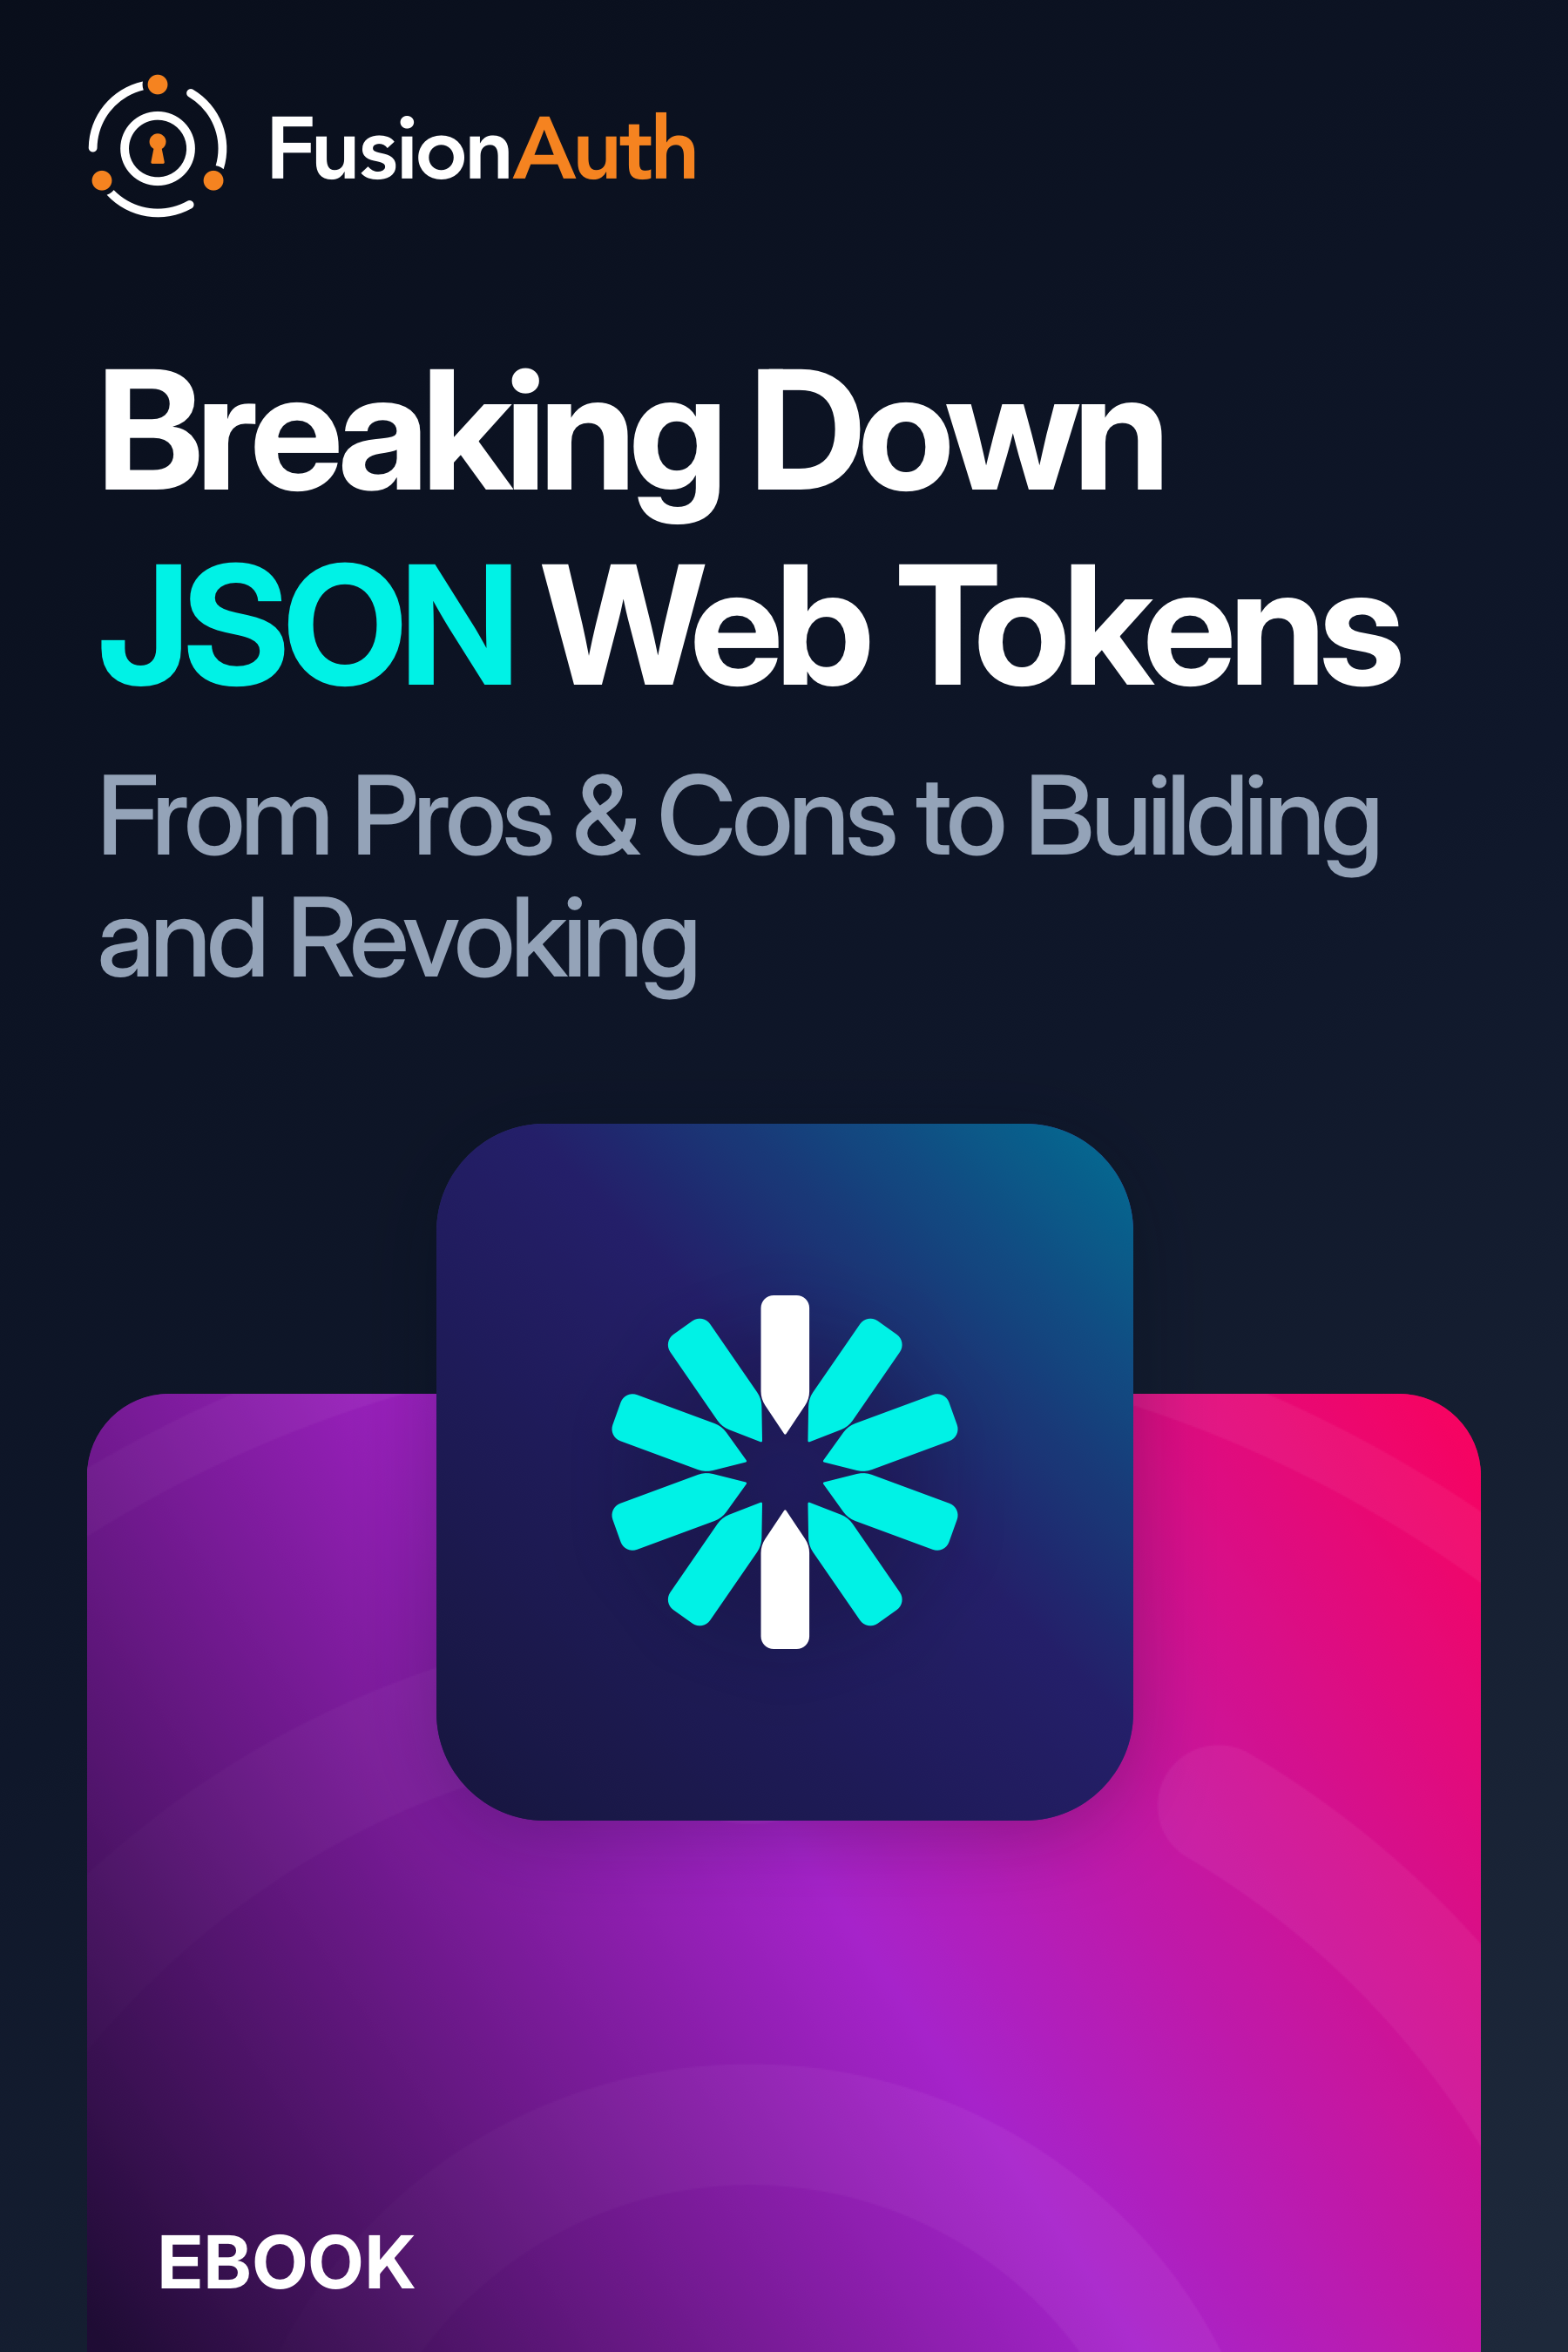 FusionAuth
Breaking Down
JSON Web Tokens
From Pros & Cons to Building
and Revoking
EBOOK